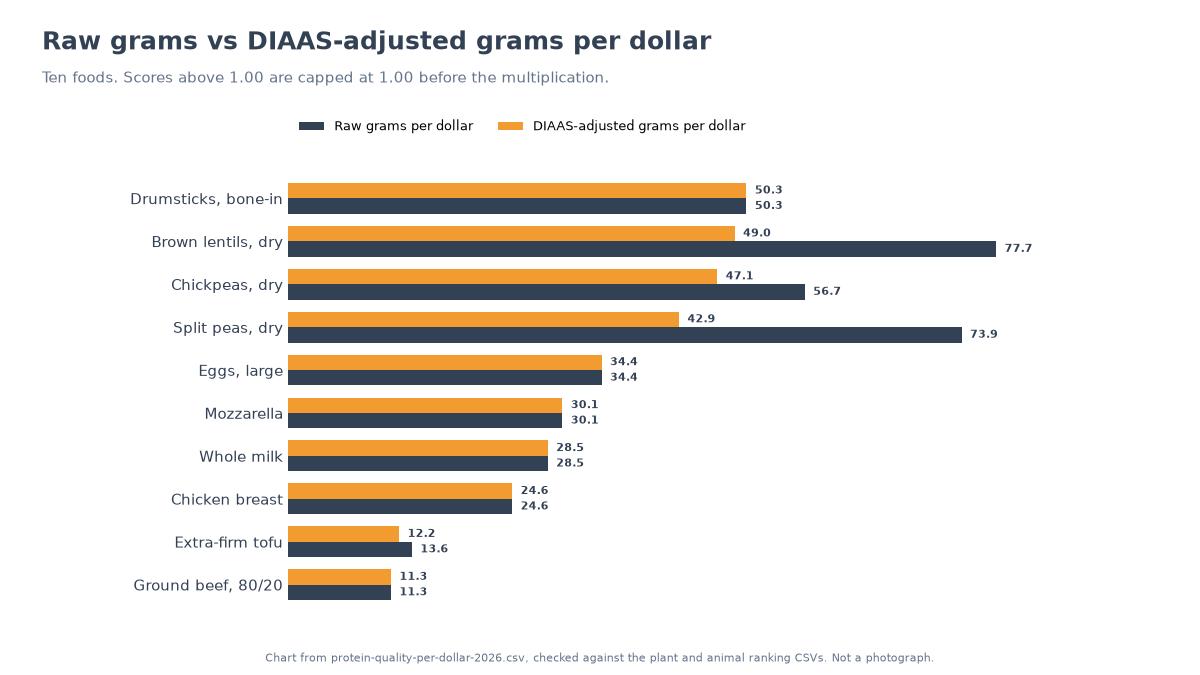 Raw grams vs DIAAS-adjusted grams per dollar
Ten foods. Scores above 1.00 are capped at 1.00 before the multiplication.
Raw grams per dollar
DIAAS-adjusted grams per dollar
Drumsticks, bone-in
50.3
50.3
Brown lentils, dry
49.0
77.7
Chickpeas, dry
47.1
56.7
Split peas, dry
42.9
73.9
Eggs, large
34.4
34.4
Mozzarella
30.1
30.1
Whole milk
28.5
28.5
Chicken breast
24.6
24.6
Extra-firm tofu
12.2
13.6
Ground beef, 80/20
11.3
11.3
Chart from protein-quality-per-dollar-2026.csv, checked against the plant and animal ranking CSVs. Not a photograph.